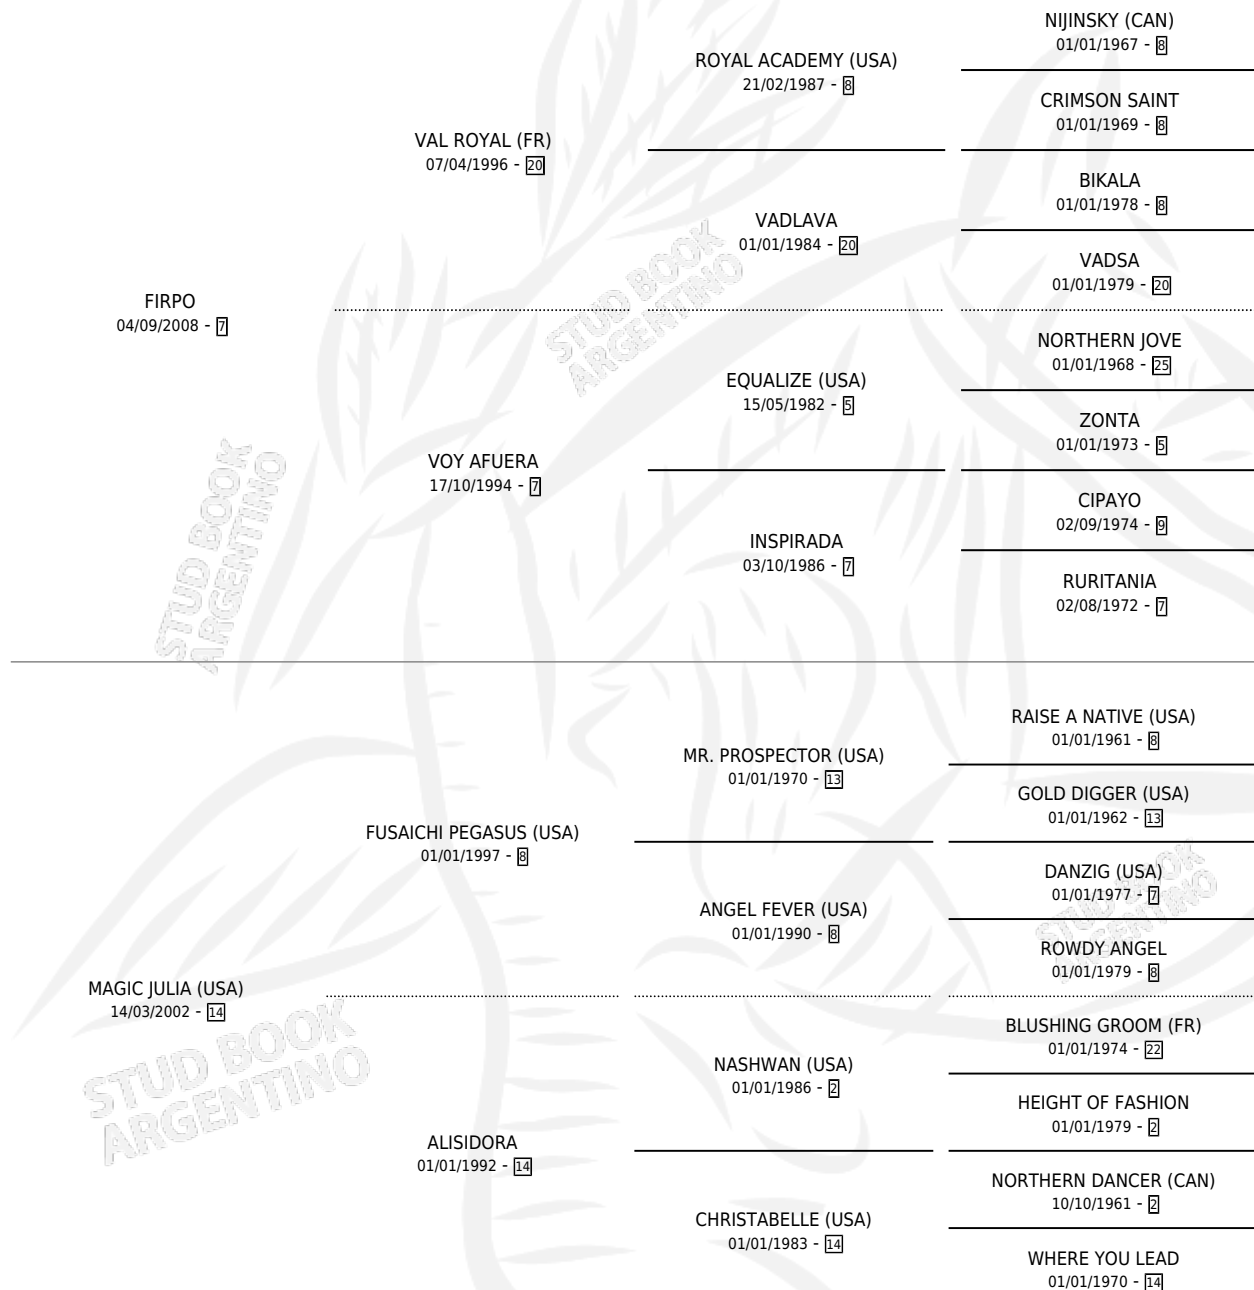 FIRPO
04/09/2008 - 7
VAL ROYAL (FR)
07/04/1996 - 20
ROYAL ACADEMY (USA)
21/02/1987 - 8
NIJINSKY (CAN)
01/01/1967 - 8
CRIMSON SAINT
01/01/1969 - 8
VADLAVA
01/01/1984 - 20
BIKALA
01/01/1978 - 8
VADSA
01/01/1979 - 20
VOY AFUERA
17/10/1994 - 7
EQUALIZE (USA)
15/05/1982 - 5
NORTHERN JOVE
01/01/1968 - 25
ZONTA
01/01/1973 - 5
INSPIRADA
03/10/1986 - 7
CIPAYO
02/09/1974 - 9
RURITANIA
02/08/1972 - 7
MAGIC JULIA (USA)
14/03/2002 - 14
FUSAICHI PEGASUS (USA)
01/01/1997 - 8
MR. PROSPECTOR (USA)
01/01/1970 - 13
RAISE A NATIVE (USA)
01/01/1961 - 8
GOLD DIGGER (USA)
01/01/1962 - 13
ANGEL FEVER (USA)
01/01/1990 - 8
DANZIG (USA)
01/01/1977 - 7
ROWDY ANGEL
01/01/1979 - 8
ALISIDORA
01/01/1992 - 14
NASHWAN (USA)
01/01/1986 - 2
BLUSHING GROOM (FR)
01/01/1974 - 22
HEIGHT OF FASHION
01/01/1979 - 2
CHRISTABELLE (USA)
01/01/1983 - 14
NORTHERN DANCER (CAN)
10/10/1961 - 2
WHERE YOU LEAD
01/01/1970 - 14
STUD BOOK
ARGENTINO
STUD BOOK
ARGENTINO
STUD BOOK
ARGENTINO
STUD BOOK
ARGENTINO